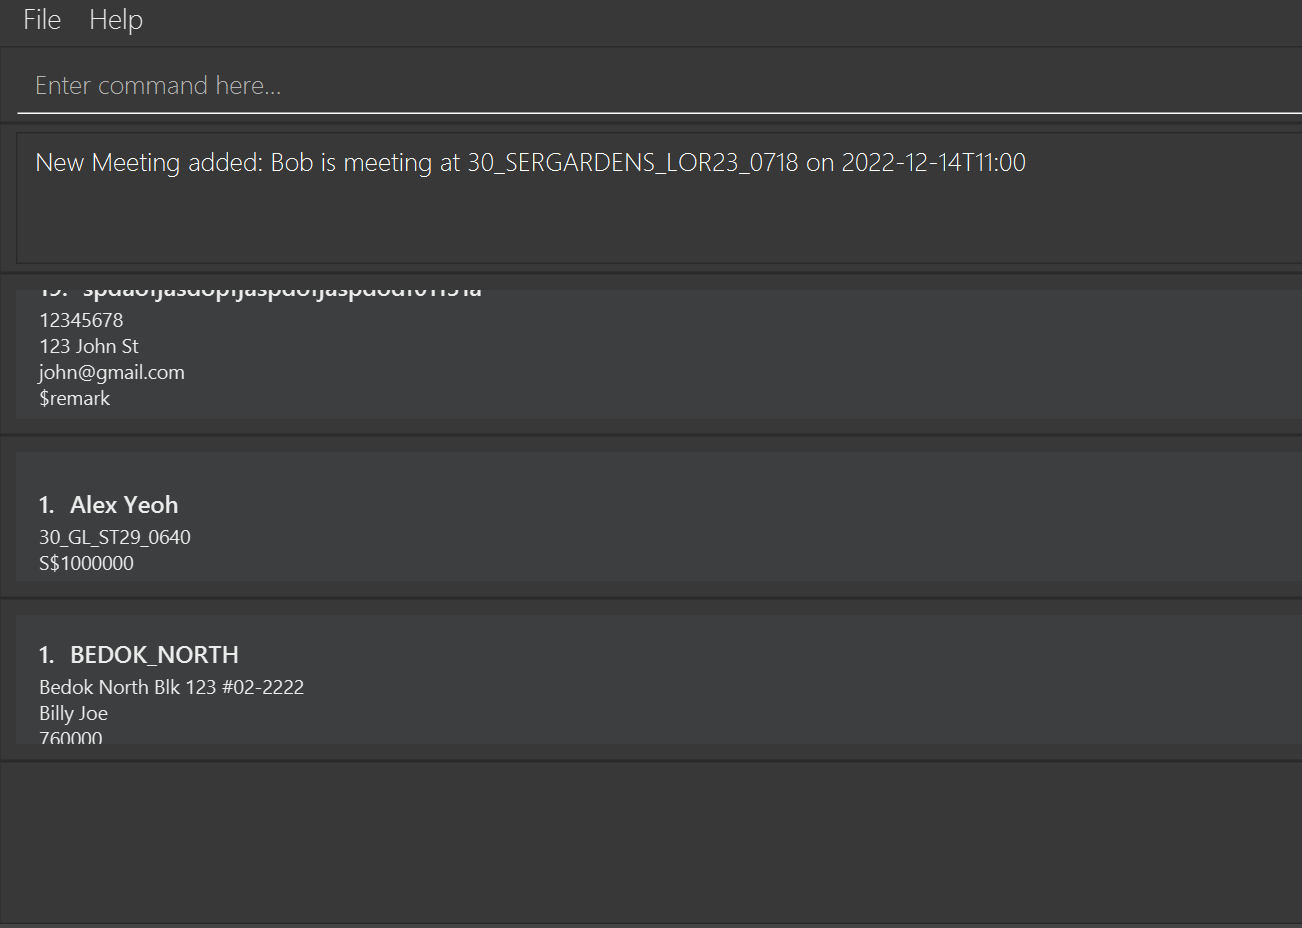 File Help
Enter command here...
New Meeting added: Bob is meeting at 30_SERGARDENS_LOR23_0718 on 2022-12-14T11:00
12345678
123 John St
john@gmail.com
$remark
1. Alex Yeoh
30_GL_ST29_0640
S$1000000
1. BEDOK_NORTH
Bedok North Blk 123 #02-2222
Billy Joe
760000